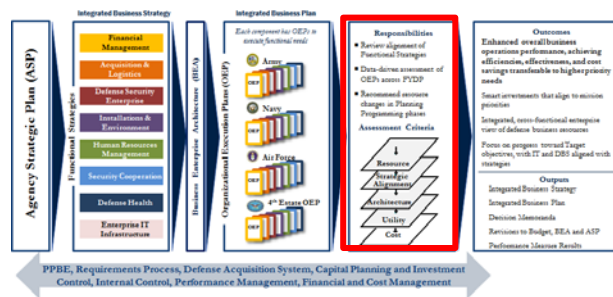 Integrated Business Strategy
Integrated Business Plan
Agency Strategic Plan (ASP)
Functional Strategies
Financial
Management
Acquisition &
Logistics
Defense Security
Enterprise
Installations &
Environment
Human Resources
Management
Security Cooperation
Defense Health
Enterprise IT
Infrastructure
Business Enterprise Architecture (BEA)
Organizational Execution Plans (OEP)
Each component has OEPs to
execute functional needs
Army
OEP
Navy
OEP
Air Force
OEP
4th Estate OEP
OEP
Responsibilities
Review alignment of
Functional Strategies
Data-driven assessment of
OEPs across FYDP
Recommend resource
changes in Planning
Programming phases
Assessment Criteria
Resource
Strategic
Alignment
Architecture
Utility
Cost
Outcomes
Enhanced overall business
operations performance, achieving
efficiencies, effectiveness, and cost
savings transferable to higher priority
needs
Smart investments that align to mission
priorities
Integrated, cross-functional enterprise
view of defense business resources
Focus on progress toward Target
objectives, with IT and DBS aligned with
strategies
Outputs
Integrated Business Strategy
Integrated Business Plan
Decision Memoranda
Revisions to Budget, BEA and ASP
Performance Measure Results
PPBE, Requirements Process, Defense Acquisition System, Capital Planning and Investment
Control, Internal Control, Performance Management, Financial and Cost Management